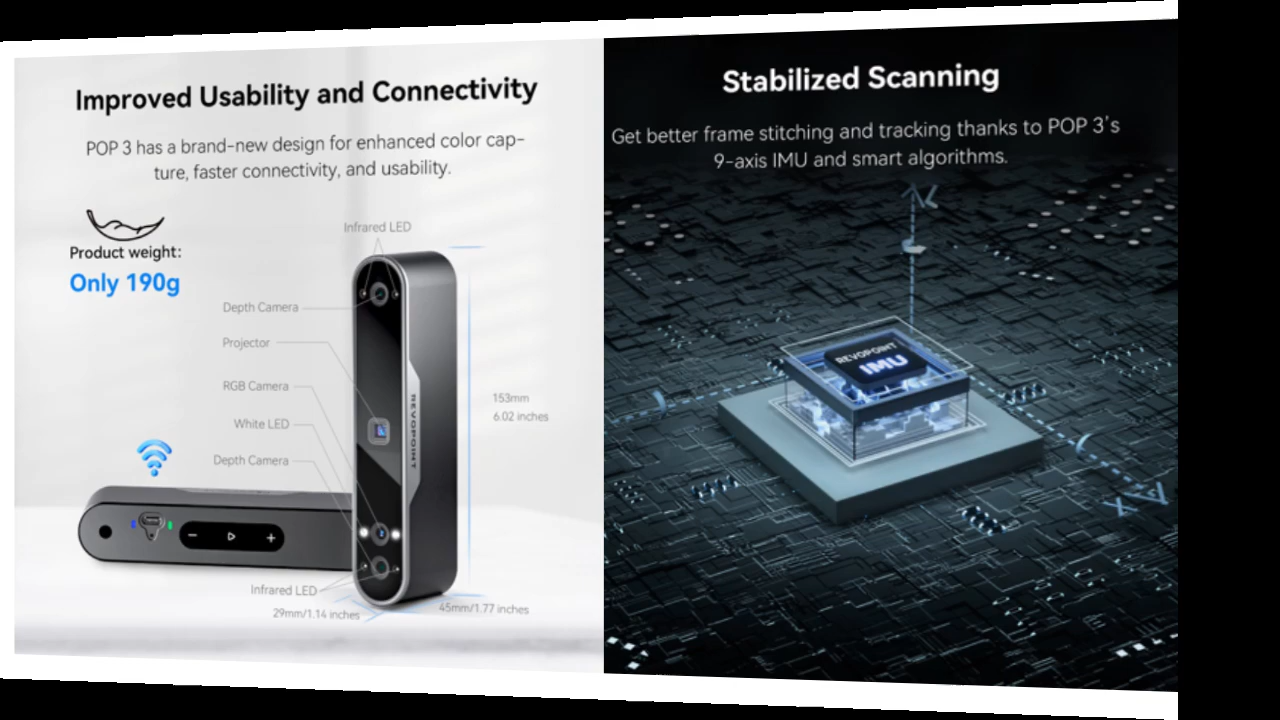 Improved Usability and Connectivity
POP 3 has a brand-new design for enhanced color cap-
ture, faster connectivity, and usability.
Product weight:
Only 190g
Infrared LED
Depth Camera
Projector
RGB Camera
White LED
Depth Camera
Infrared LED
REVOPOINT
153mm
6.02 inches
29mm/1.14 inches
45mm/1.77 inches
Stabilized Scanning
Get better frame stitching and tracking thanks to POP 3's
9-axis IMU and smart algorithms.
REVOPOINT
IMU